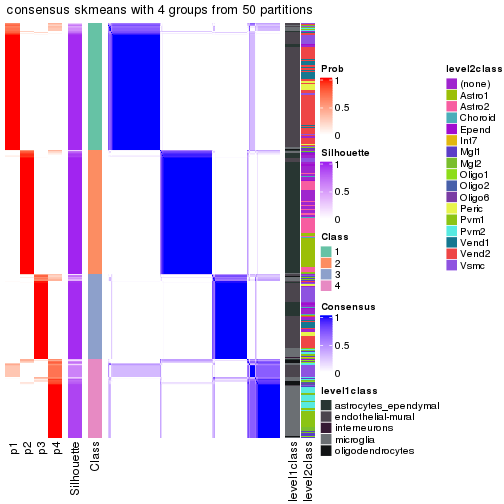 consensus skmeans with 4 groups from 50 partitions
p1
p2
p3
p4
Silhouette
Class
level1class
level2class
Prob
1
0.5
0
Silhouette
1
0.5
0
Class
1
2
3
4
Consensus
1
0.5
0
level1class
astrocytes_ependymal
endothelial-mural
interneurons
microglia
oligodendrocytes
level2class
(none)
Astro1
Astro2
Choroid
Epend
Int7
Mgl1
Mgl2
Oligo1
Oligo2
Oligo6
Peric
Pvm1
Pvm2
Vend1
Vend2
Vsmc